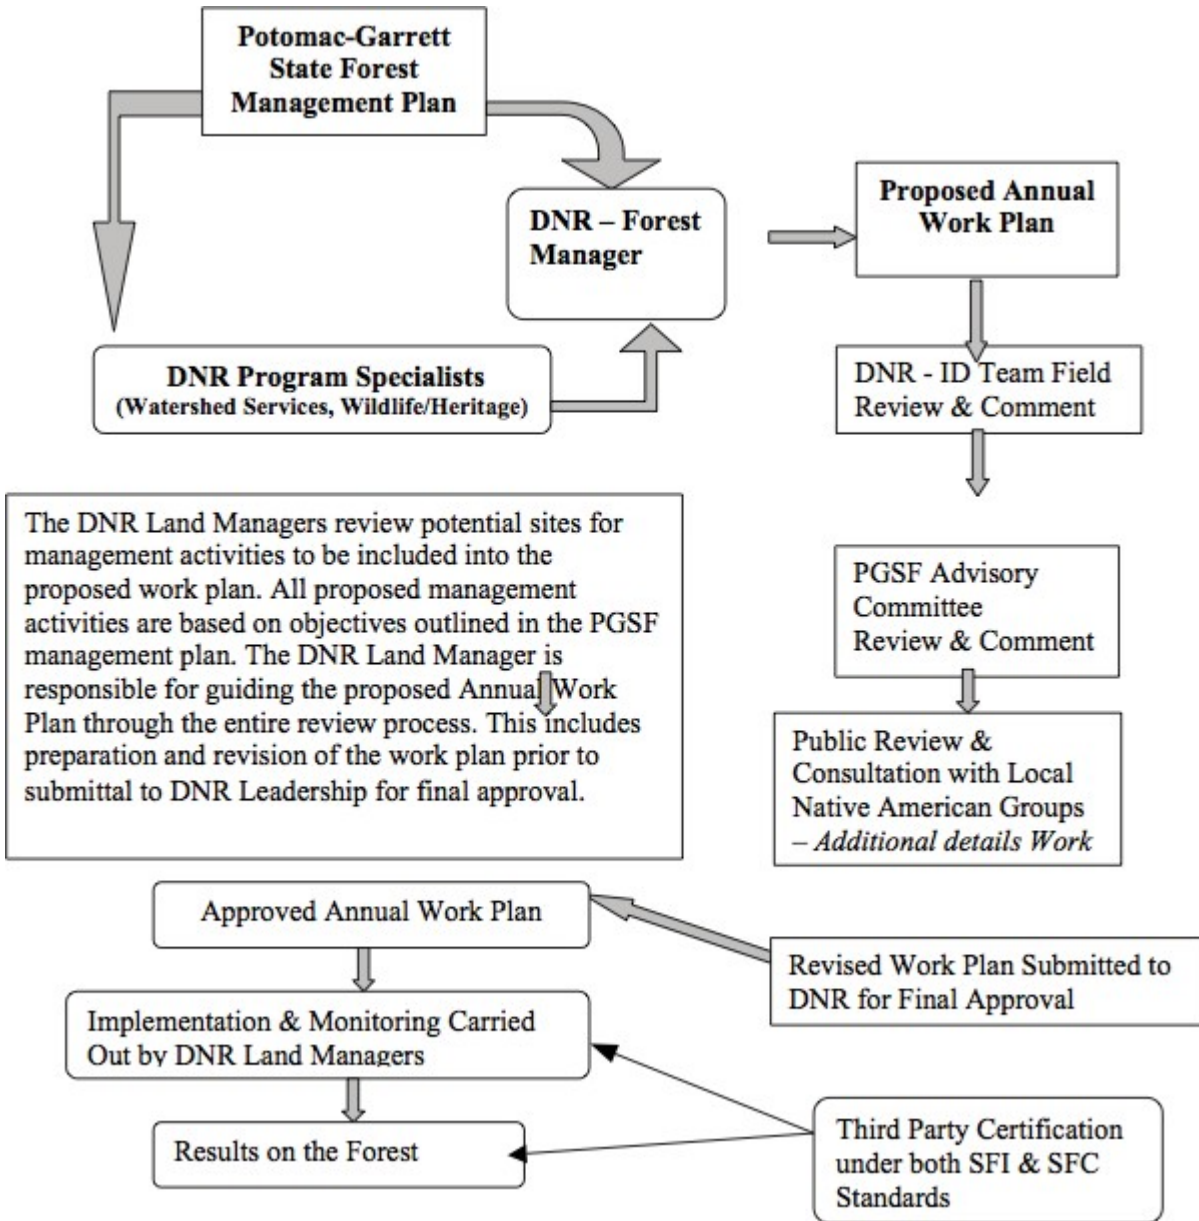 Potomac-Garrett
State Forest
Management Plan
DNR – Forest
Manager
Proposed Annual
Work Plan
DNR Program Specialists
(Watershed Services, Wildlife/Heritage)
DNR - ID Team Field
Review & Comment
The DNR Land Managers review potential sites for
management activities to be included into the
proposed work plan. All proposed management
activities are based on objectives outlined in the PGSF
management plan. The DNR Land Manager is
responsible for guiding the proposed Annual Work
Plan through the entire review process. This includes
preparation and revision of the work plan prior to
submittal to DNR Leadership for final approval.
PGSF Advisory
Committee
Review & Comment
Public Review &
Consultation with Local
Native American Groups
– Additional details Work
Approved Annual Work Plan
Revised Work Plan Submitted to
DNR for Final Approval
Implementation & Monitoring Carried
Out by DNR Land Managers
Results on the Forest
Third Party Certification
under both SFI & SFC
Standards